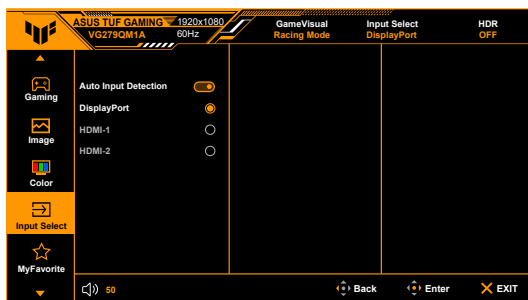 ASUS TUF GAMING 1920x1080
VG279QM1A 60Hz
GameVisual
Racing Mode
Input Select
DisplayPort
HDR
OFF
Gaming
Image
Color
Input Select
MyFavorite
Auto Input Detection
DisplayPort
HDMI-1
HDMI-2
50
Back
Enter
EXIT